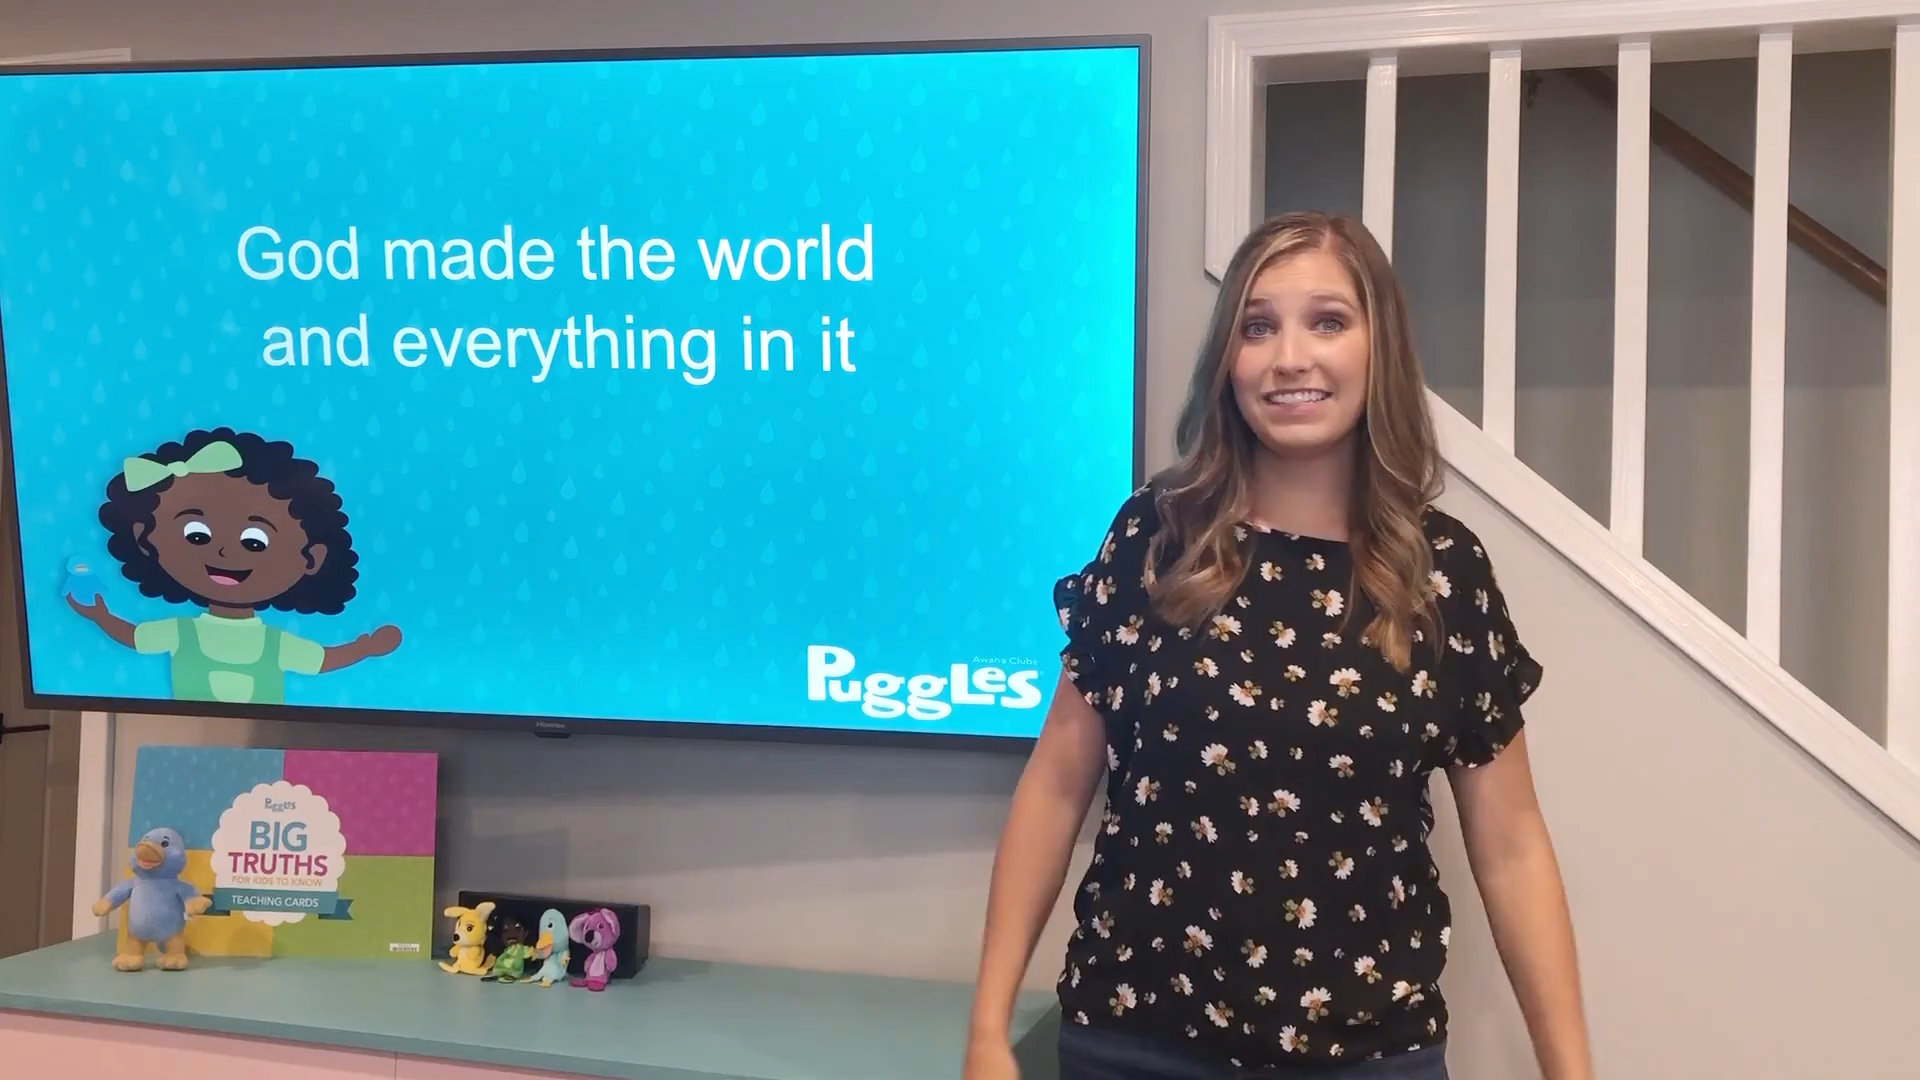 God made the world
and everything in it
Awana Clubs
Puggles
Puggles
BIG
TRUTHS
FOR KIDS TO KNOW
TEACHING CARDS
Hisense